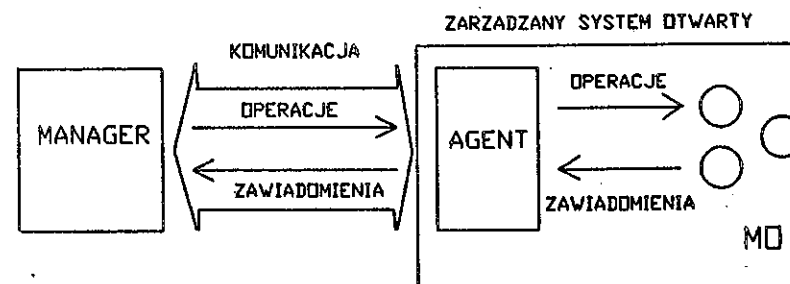 ZARZADZANY SYSTEM OTWARTY
KOMUNIKACJA
MANAGER
OPERACJE
ZAWIADOMIENIA
AGENT
OPERACJE
ZAWIADOMIENIA
MO